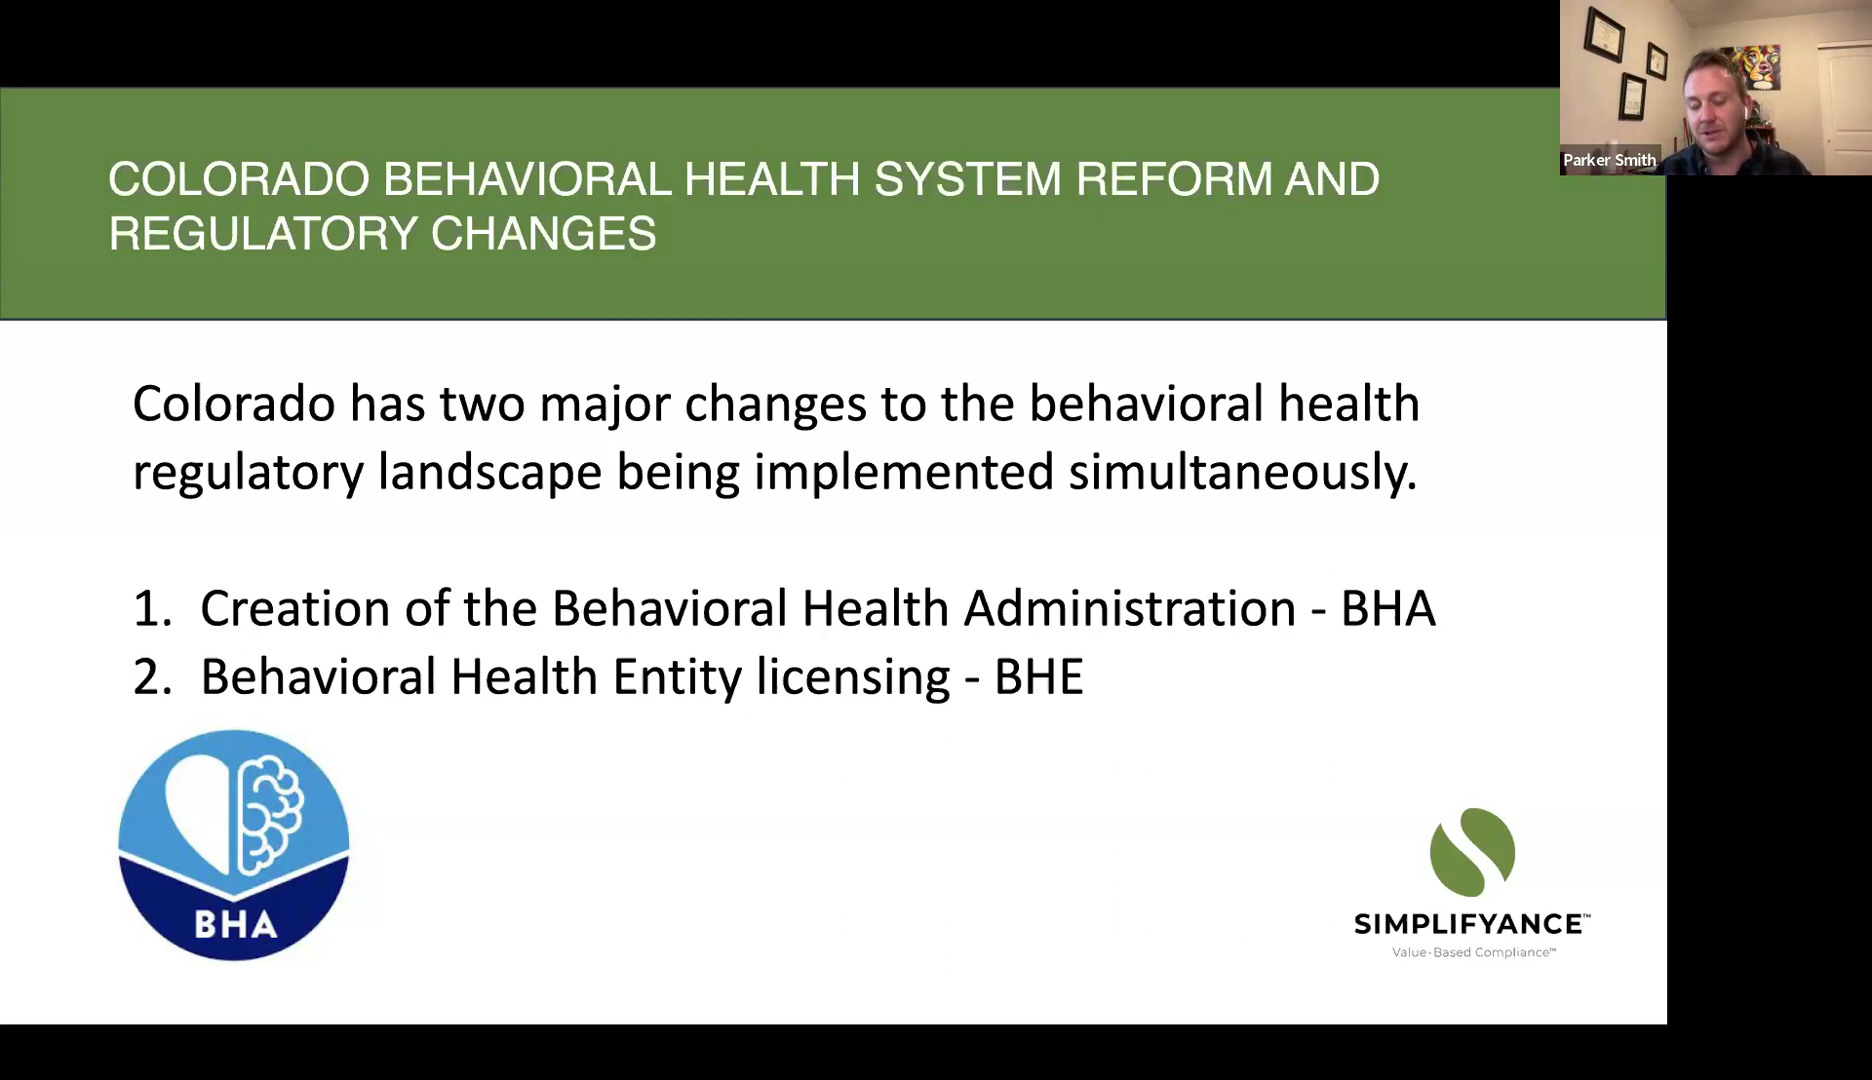 Parker Smith
COLORADO BEHAVIORAL HEALTH SYSTEM REFORM AND
REGULATORY CHANGES
Colorado has two major changes to the behavioral health
regulatory landscape being implemented simultaneously.
1. Creation of the Behavioral Health Administration - BHA
2. Behavioral Health Entity licensing - BHE
BHA
SIMPLIFYANCE™
Value-Based Compliance™